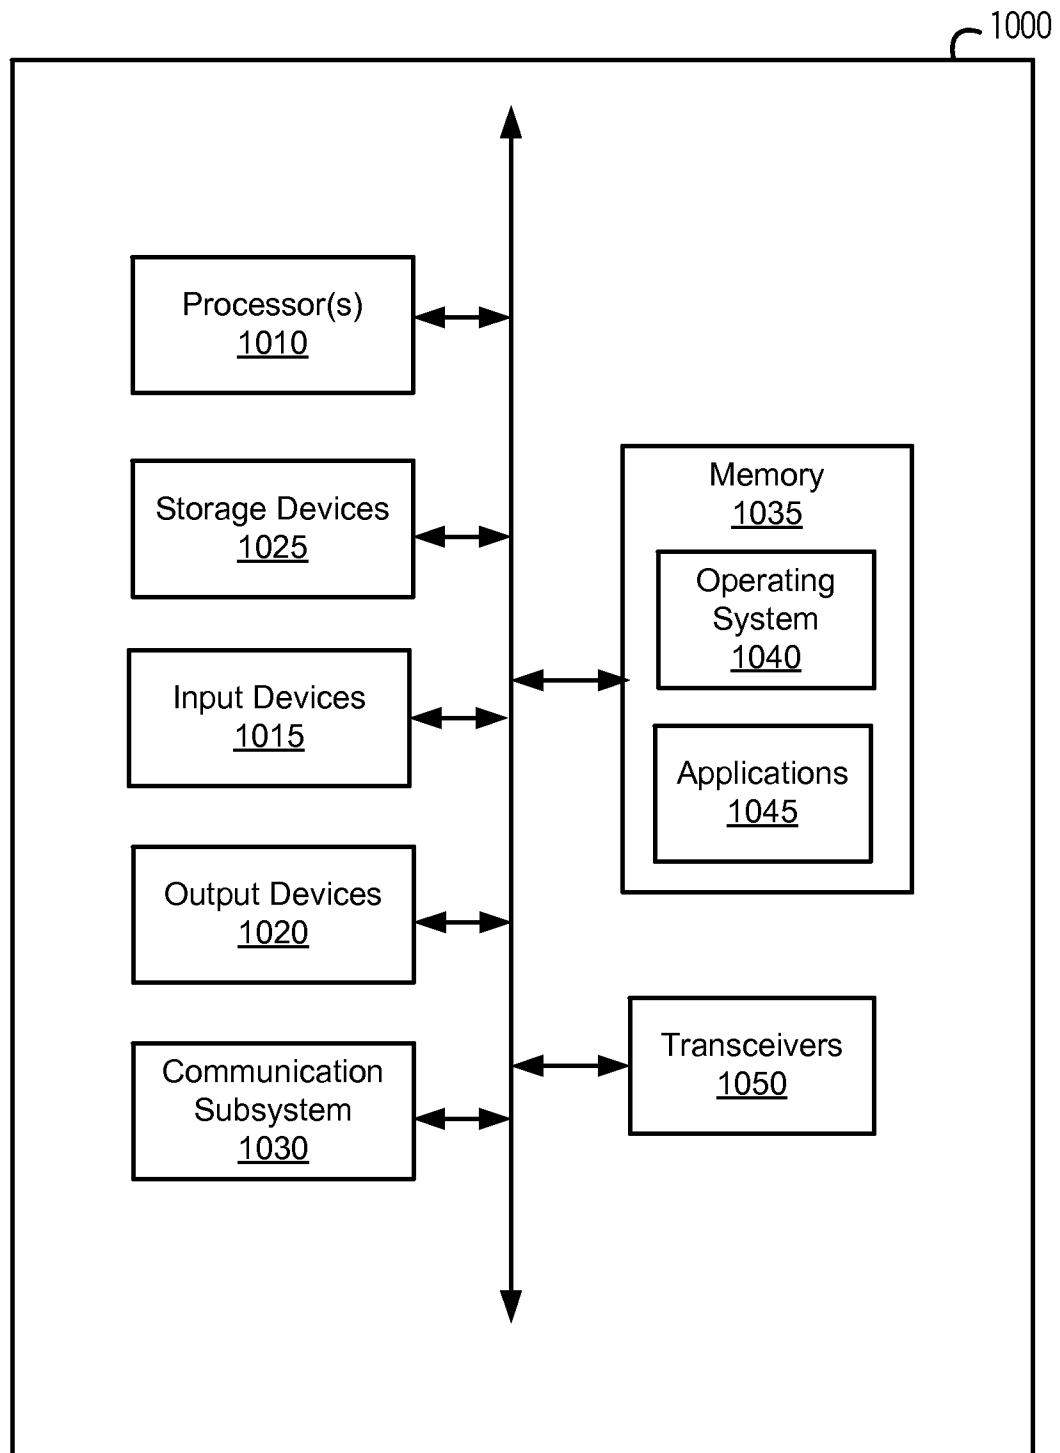 1000
Processor(s)
1010
Storage Devices
1025
Input Devices
1015
Output Devices
1020
Communication
Subsystem
1030
Memory
1035
Operating
System
1040
Applications
1045
Transceivers
1050